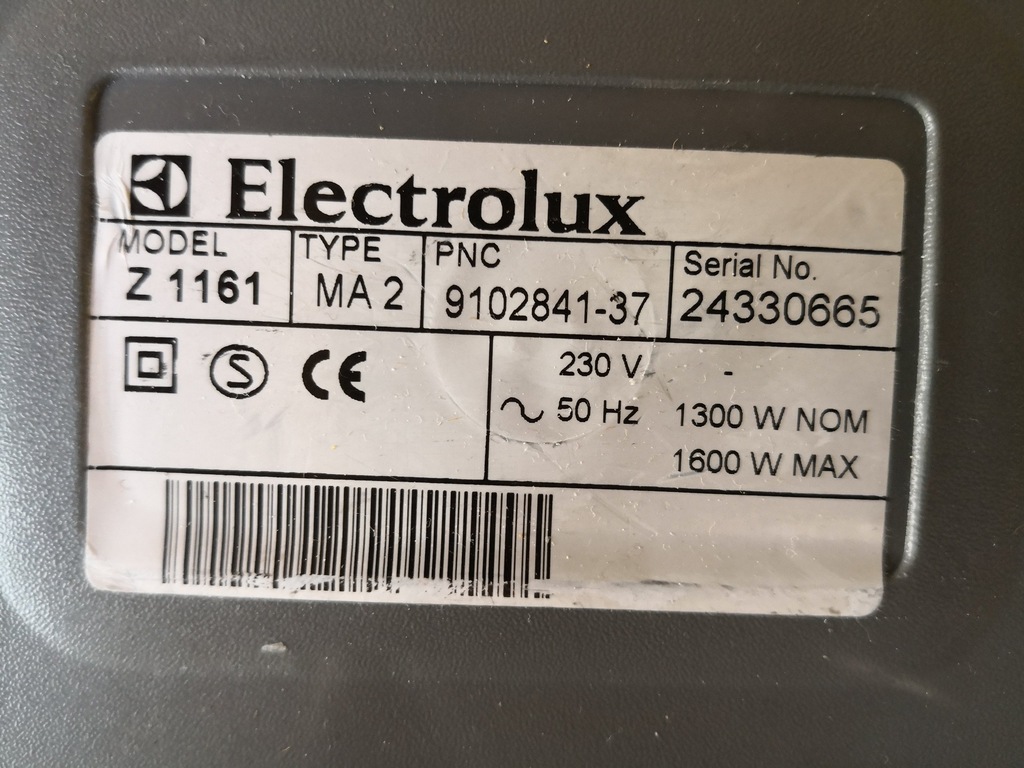 Electrolux
MODEL TYPE PNC Serial No.
Z 1161 MA 2 9102841-37 24330665
S CE 230 V -
~ 50 Hz 1300 W NOM
1600 W MAX